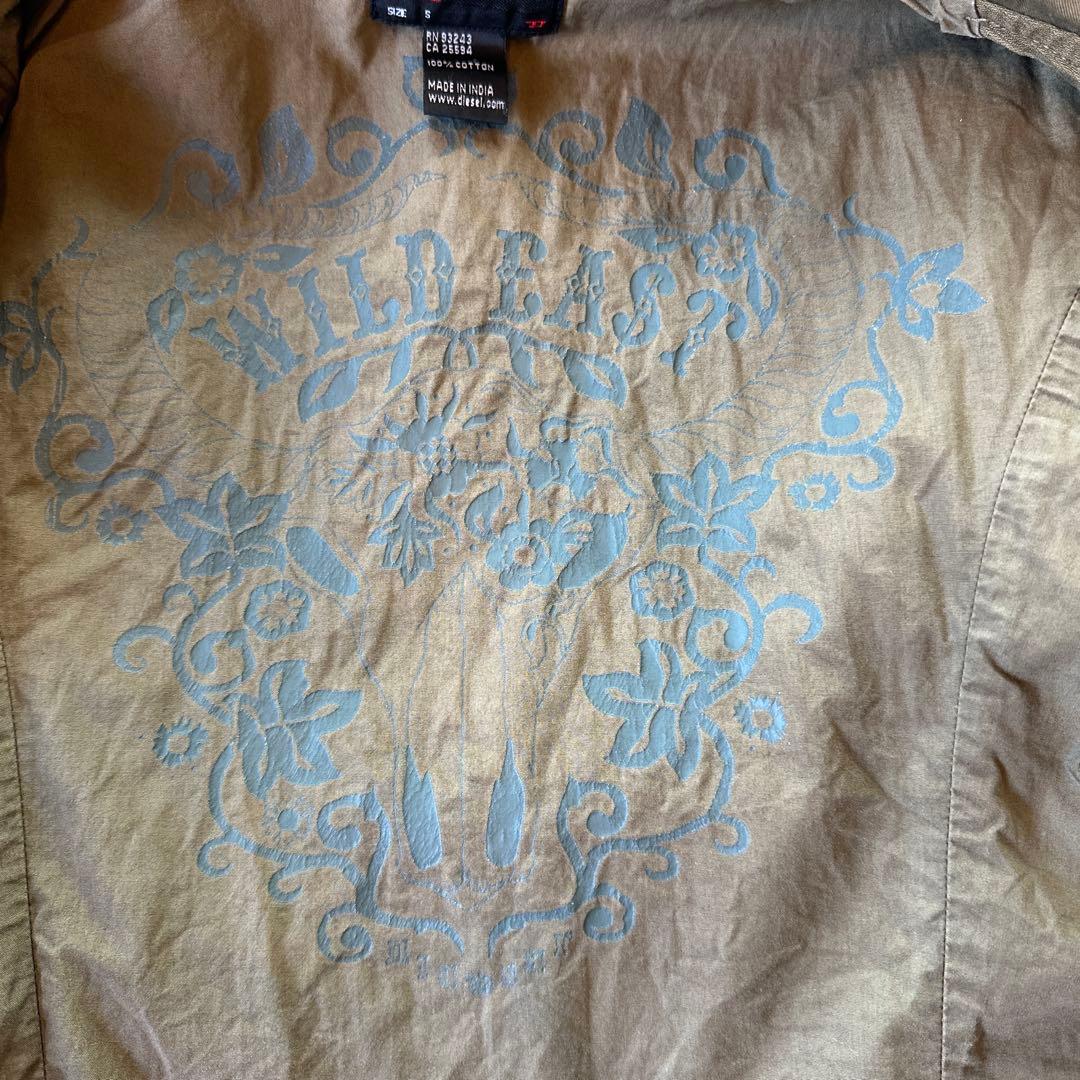 SIZE S
RN 93243
CA 25594
100% COTTON
MADE IN INDIA
www.diesel.com
WILD EAST